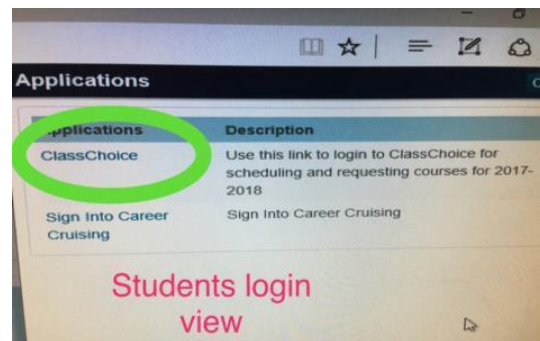 Applications
Applications Description
ClassChoice Use this link to login to ClassChoice for
scheduling and requesting courses for 2017-
2018
Sign Into Career Sign Into Career Cruising
Cruising
Students login
view